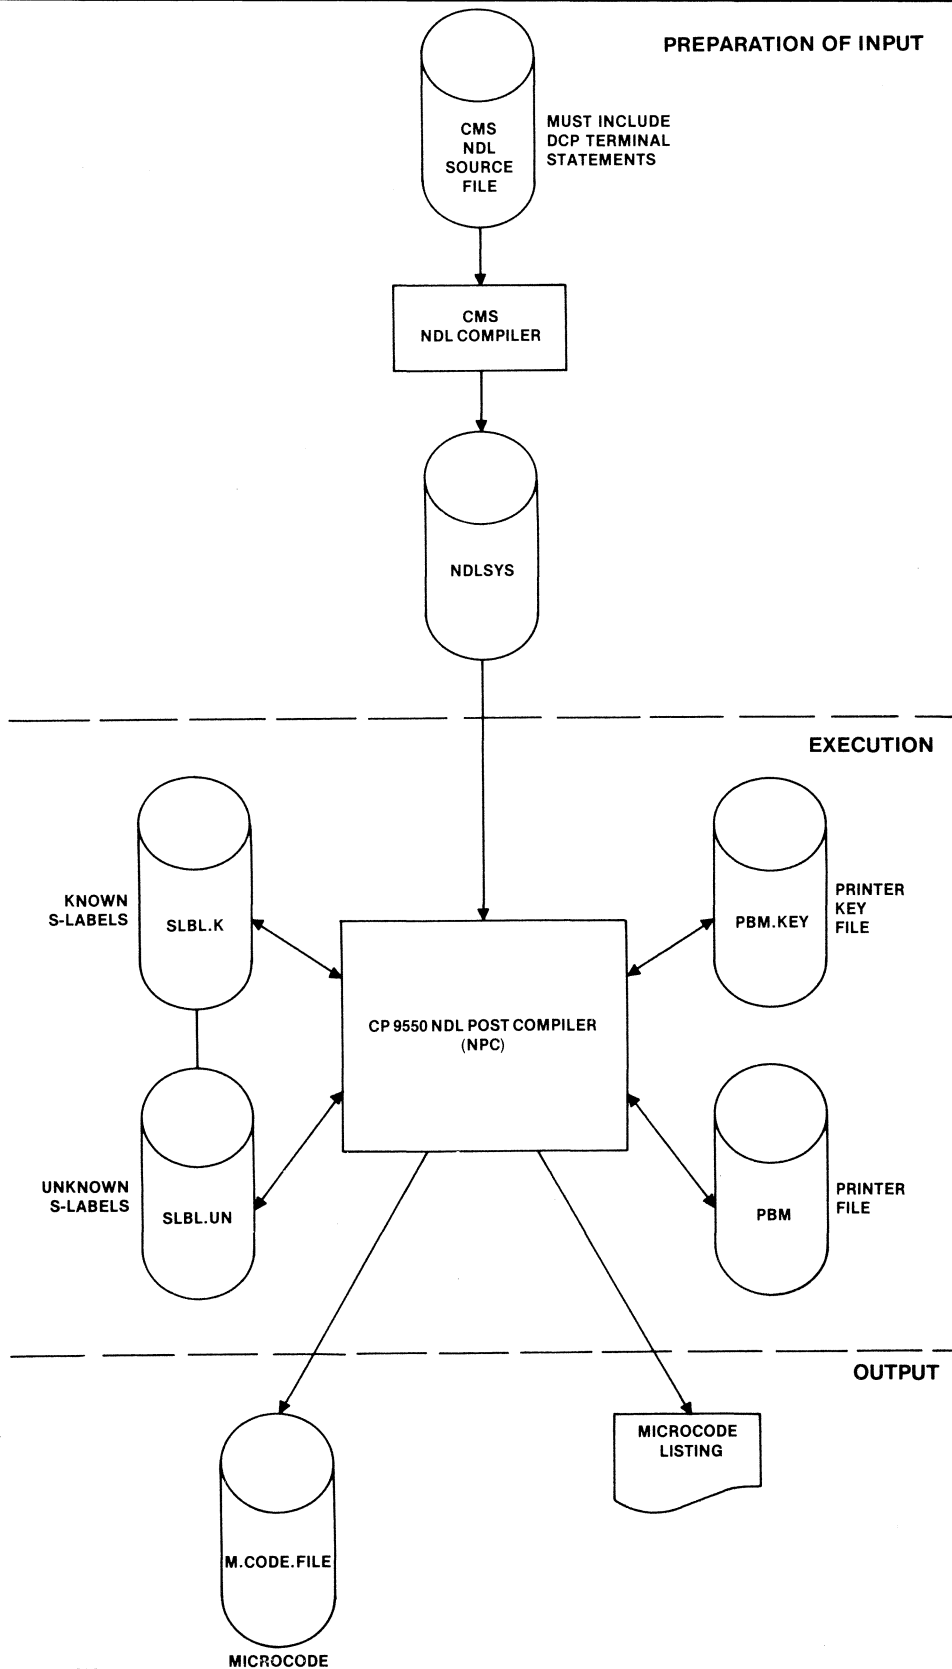 PREPARATION OF INPUT
CMS
NDL
SOURCE
FILE
MUST INCLUDE
DCP TERMINAL
STATEMENTS
CMS
NDL COMPILER
NDLSYS
EXECUTION
KNOWN
S-LABELS
SLBL.K
PBM.KEY
PRINTER
KEY
FILE
CP 9550 NDL POST COMPILER
(NPC)
UNKNOWN
S-LABELS
SLBL.UN
PBM
PRINTER
FILE
OUTPUT
MICROCODE
LISTING
M.CODE.FILE
MICROCODE